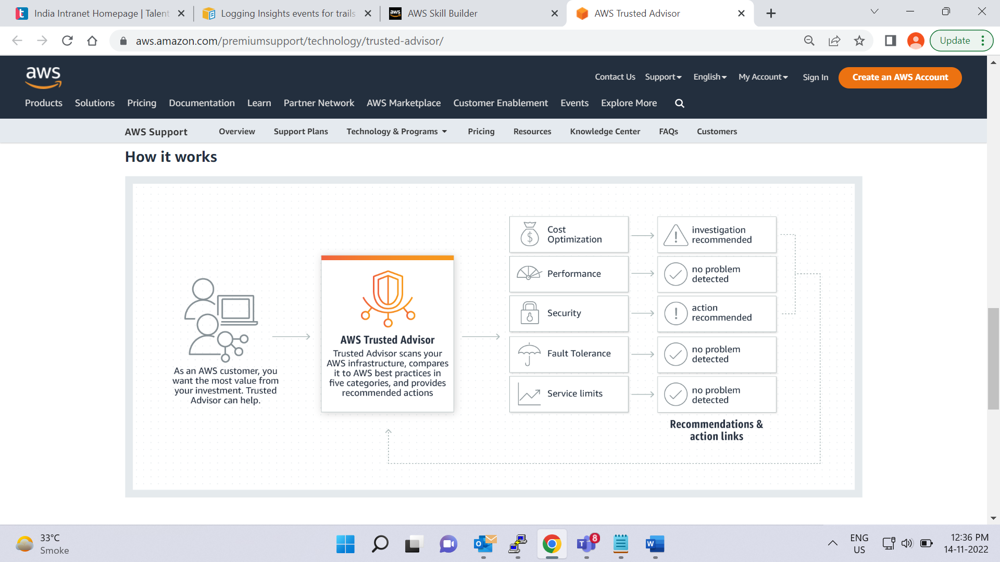 India Intranet Homepage | Talent
Logging Insights events for trails
aws
AWS Skill Builder
AWS Trusted Advisor
aws.amazon.com/premiumsupport/technology/trusted-advisor/
Update
aws
Contact Us
Support
English
My Account
Sign In
Create an AWS Account
Products
Solutions
Pricing
Documentation
Learn
Partner Network
AWS Marketplace
Customer Enablement
Events
Explore More
AWS Support
Overview
Support Plans
Technology & Programs
Pricing
Resources
Knowledge Center
FAQs
Customers
How it works
As an AWS customer, you
want the most value from
your investment. Trusted
Advisor can help.
AWS Trusted Advisor
Trusted Advisor scans your
AWS infrastructure, compares
it to AWS best practices in
five categories, and provides
recommended actions
Cost
Optimization
investigation
recommended
Performance
no problem
detected
Security
action
recommended
Fault Tolerance
no problem
detected
Service limits
no problem
detected
Recommendations &
action links
33°C
Smoke
8
ENG
US
12:36 PM
14-11-2022